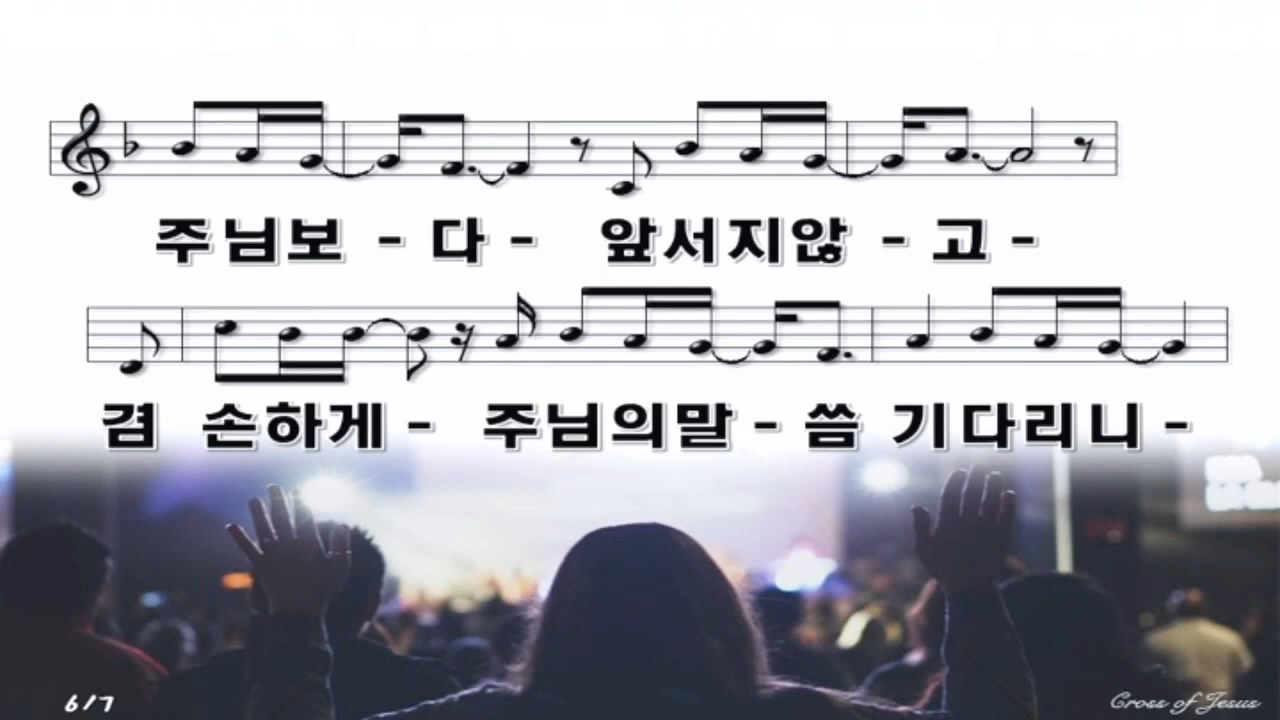 주님보 - 다 - 앞서지않 - 고 -
겸 손하게 - 주님의말 - 씀 기다리니 -
6/7
Cross of Jesus